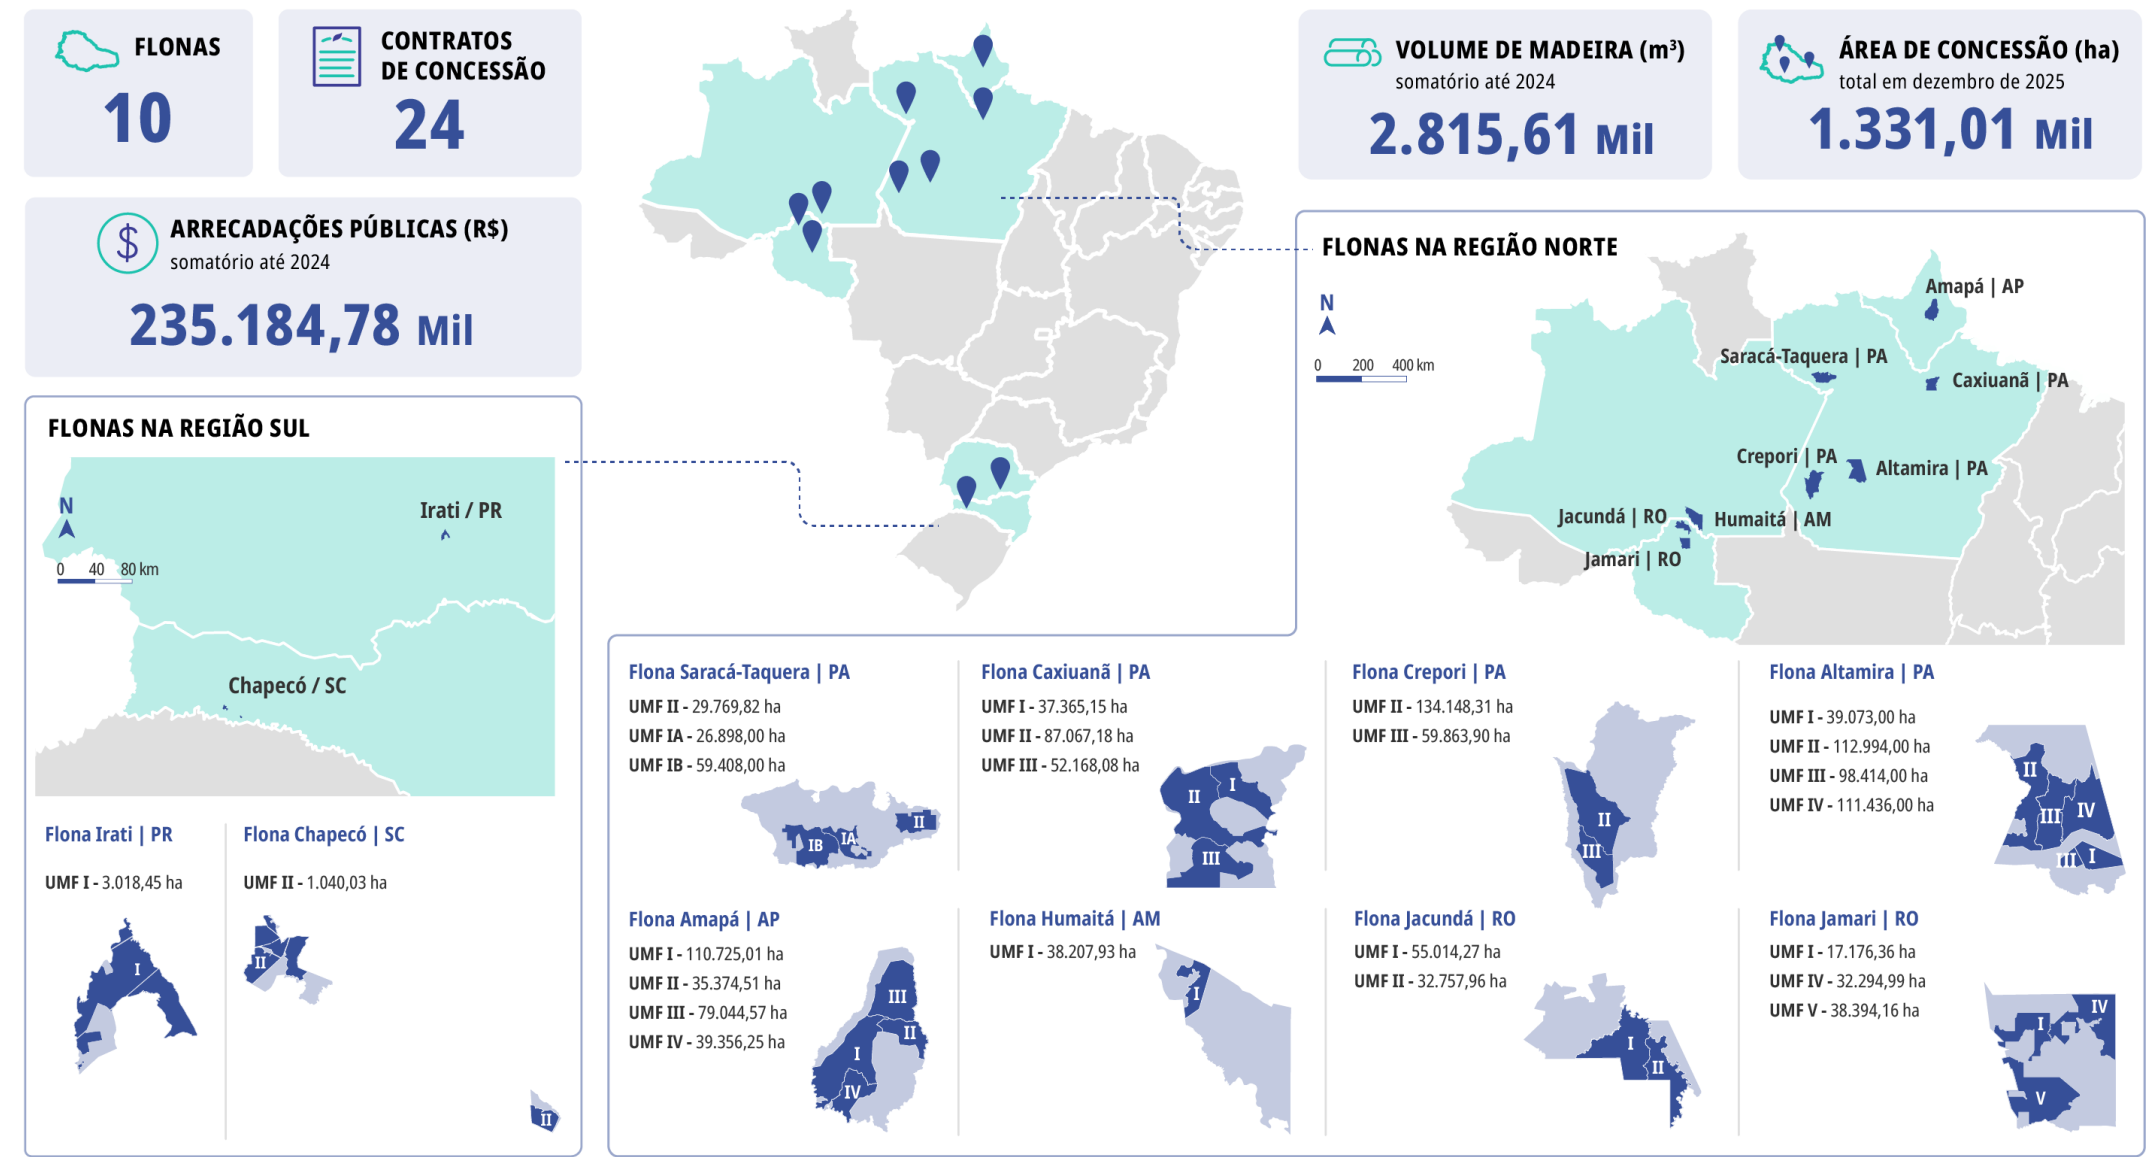 FLONAS
10
CONTRATOS
DE CONCESSÃO
24
ARRECADAÇÕES PÚBLICAS (R$)
somatório até 2024
235.184,78 Mil
VOLUME DE MADEIRA (m³)
somatório até 2024
2.815,61 Mil
ÁREA DE CONCESSÃO (ha)
total em dezembro de 2025
1.331,01 Mil
FLONAS NA REGIÃO SUL
N
0 40 80 km
Irati / PR
Chapecó / SC
Flona Irati | PR
UMF I - 3.018,45 ha
I
Flona Chapecó | SC
UMF II - 1.040,03 ha
II
II
FLONAS NA REGIÃO NORTE
N
0 200 400 km
Amapá | AP
Saracá-Taquera | PA
Caxiuanã | PA
Crepori | PA
Altamira | PA
Jacundá | RO
Humaitá | AM
Jamari | RO
Flona Saracá-Taquera | PA
UMF II - 29.769,82 ha
UMF IA - 26.898,00 ha
UMF IB - 59.408,00 ha
II
IB
IA
Flona Caxiuanã | PA
UMF I - 37.365,15 ha
UMF II - 87.067,18 ha
UMF III - 52.168,08 ha
I
II
III
Flona Crepori | PA
UMF II - 134.148,31 ha
UMF III - 59.863,90 ha
II
III
Flona Altamira | PA
UMF I - 39.073,00 ha
UMF II - 112.994,00 ha
UMF III - 98.414,00 ha
UMF IV - 111.436,00 ha
II
III
IV
III
I
Flona Amapá | AP
UMF I - 110.725,01 ha
UMF II - 35.374,51 ha
UMF III - 79.044,57 ha
UMF IV - 39.356,25 ha
III
II
I
IV
Flona Humaitá | AM
UMF I - 38.207,93 ha
I
Flona Jacundá | RO
UMF I - 55.014,27 ha
UMF II - 32.757,96 ha
I
II
Flona Jamari | RO
UMF I - 17.176,36 ha
UMF IV - 32.294,99 ha
UMF V - 38.394,16 ha
IV
I
V